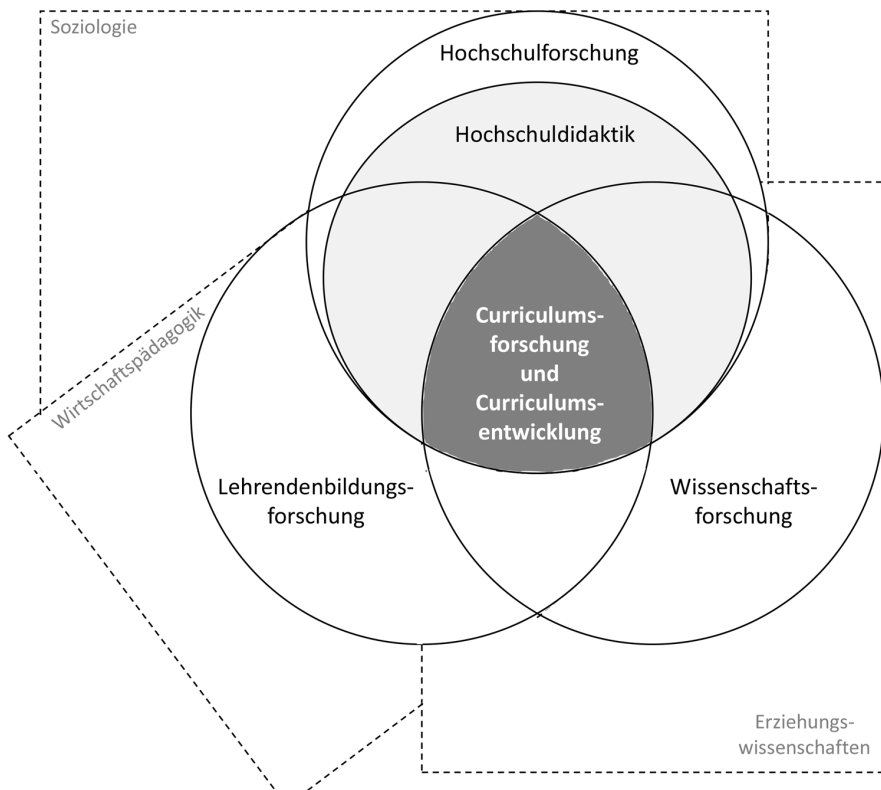 Soziologie
Hochschulforschung
Hochschuldidaktik
Wirtschaftspädagogik
Curriculums-
forschung
und
Curriculums-
entwicklung
Lehrendenbildungs-
forschung
Wissenschafts-
forschung
Erziehungs-
wissenschaften